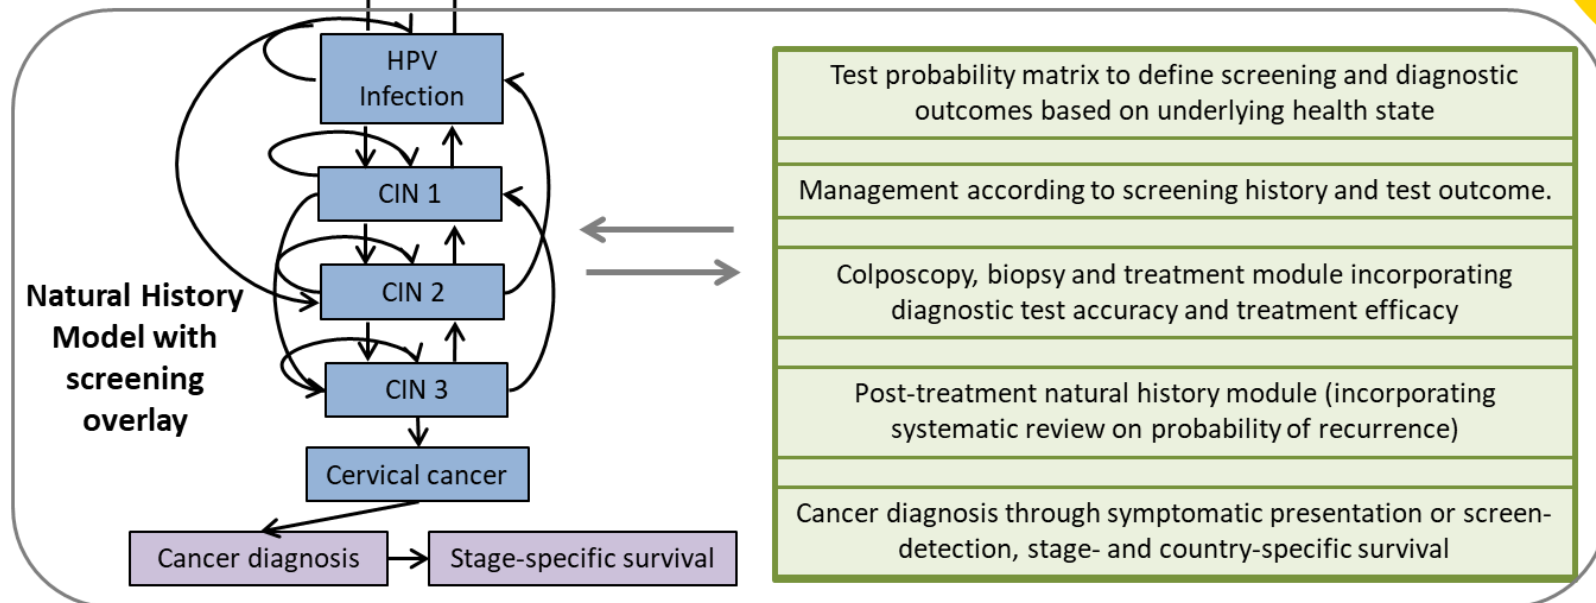 HPV
Infection
CIN 1
CIN 2
CIN 3
Cervical cancer
Cancer diagnosis
Stage-specific survival
Natural History
Model with
screening
overlay
Test probability matrix to define screening and diagnostic
outcomes based on underlying health state
Management according to screening history and test outcome.
Colposcopy, biopsy and treatment module incorporating
diagnostic test accuracy and treatment efficacy
Post-treatment natural history module (incorporating
systematic review on probability of recurrence)
Cancer diagnosis through symptomatic presentation or screen-
detection, stage- and country-specific survival